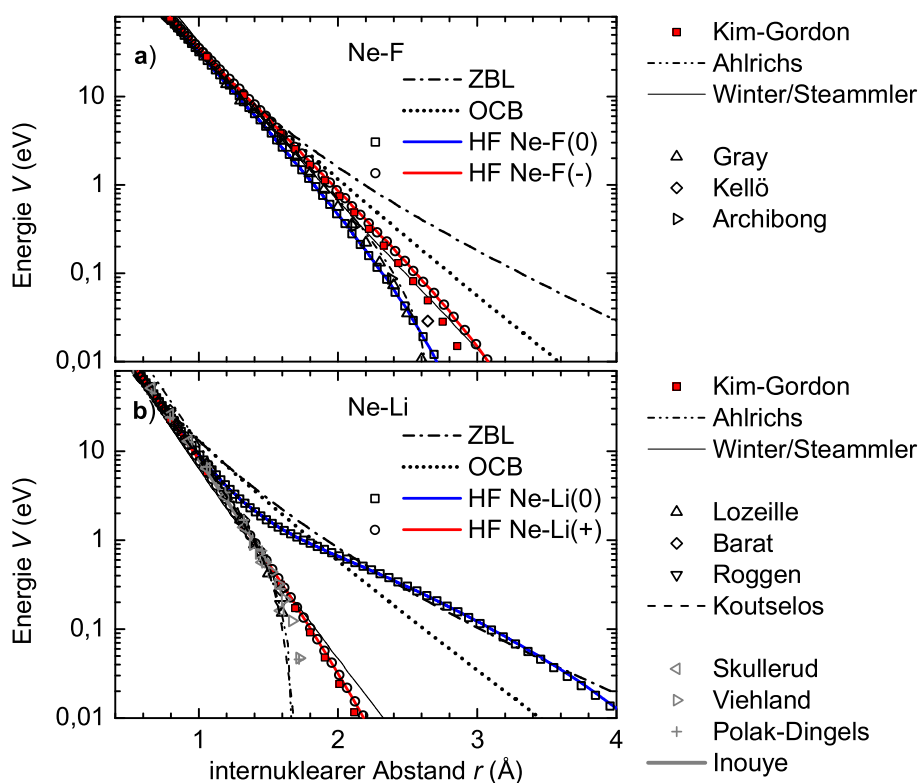 a)
Ne-F
ZBL
OCB
HF Ne-F(0)
HF Ne-F(-)
10
1
0,1
0,01
Energie V (eV)
Kim-Gordon
Ahlrichs
Winter/Steammler
Gray
Kellö
Archibong
b)
Ne-Li
ZBL
OCB
HF Ne-Li(0)
HF Ne-Li(+)
10
1
0,1
0,01
Energie V (eV)
1
2
3
4
internuklearer Abstand r (Å)
Kim-Gordon
Ahlrichs
Winter/Steammler
Lozeille
Barat
Roggen
Koutselos
Skullerud
Viehland
Polak-Dingels
Inouye